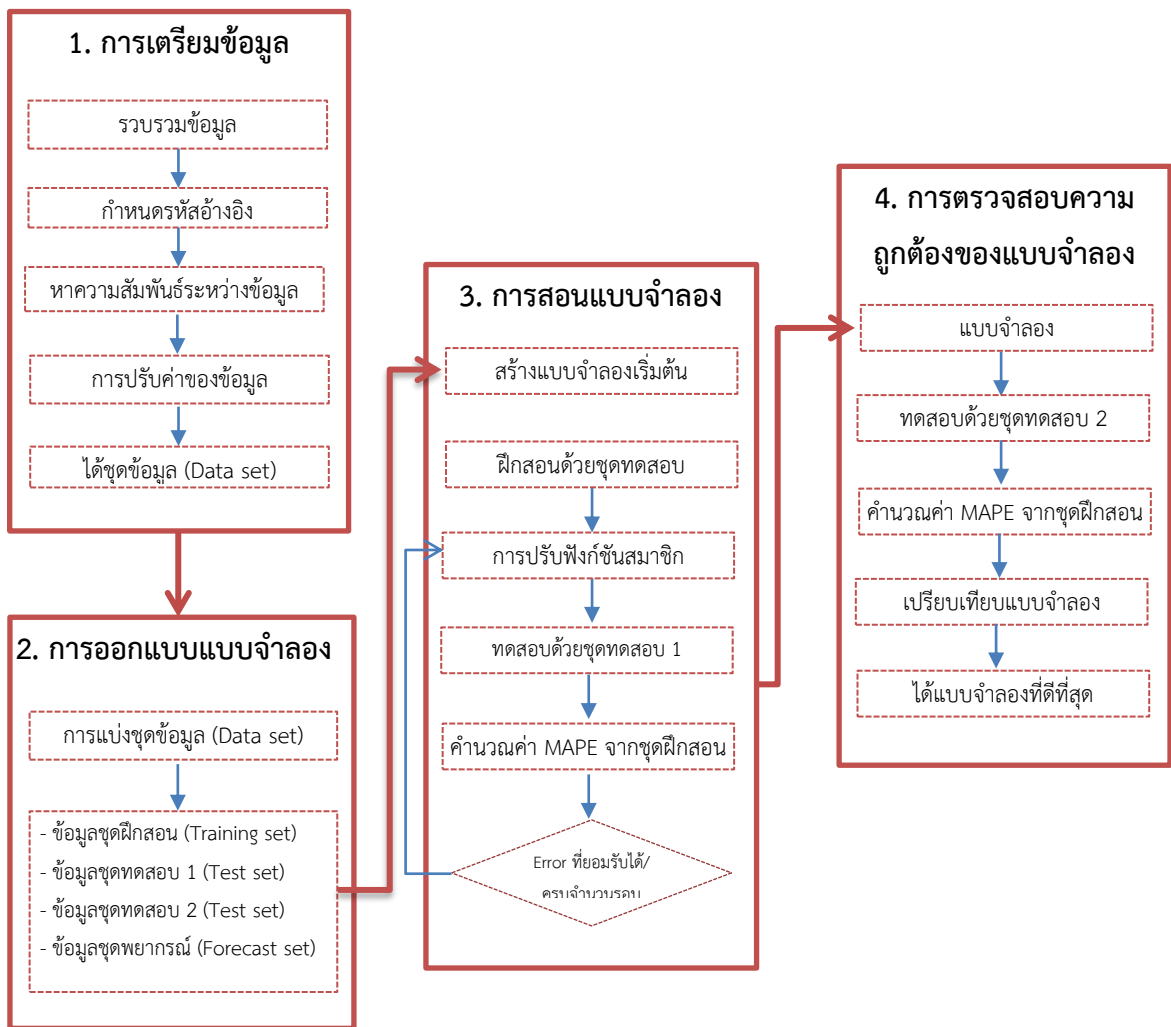 1. การเตรียมข้อมูล
รวบรวมข้อมูล
กำหนดรหัสอ้างอิง
หาความสัมพันธ์ระหว่างข้อมูล
การปรับค่าของข้อมูล
ได้ชุดข้อมูล (Data set)
2. การออกแบบแบบจำลอง
การแบ่งชุดข้อมูล (Data set)
- ข้อมูลชุดฝึกสอน (Training set)
- ข้อมูลชุดทดสอบ 1 (Test set)
- ข้อมูลชุดทดสอบ 2 (Test set)
- ข้อมูลชุดพยากรณ์ (Forecast set)
3. การสอนแบบจำลอง
สร้างแบบจำลองเริ่มต้น
ฝึกสอนด้วยชุดทดสอบ
การปรับฟังก์ชันสมาชิก
ทดสอบด้วยชุดทดสอบ 1
คำนวณค่า MAPE จากชุดฝึกสอน
Error ที่ยอมรับได้/
ครบจำนวนรอบ
4. การตรวจสอบความ
ถูกต้องของแบบจำลอง
แบบจำลอง
ทดสอบด้วยชุดทดสอบ 2
คำนวณค่า MAPE จากชุดฝึกสอน
เปรียบเทียบแบบจำลอง
ได้แบบจำลองที่ดีที่สุด